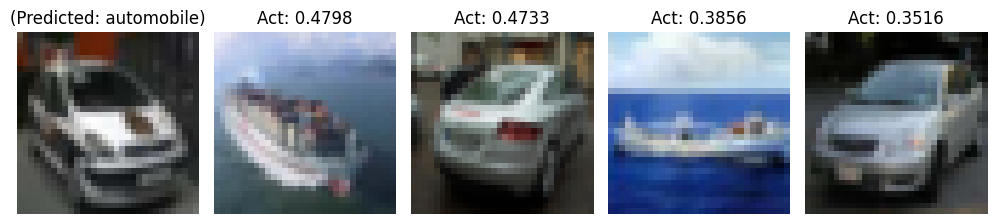 (Predicted: automobile)
Act: 0.4798
Act: 0.4733
Act: 0.3856
Act: 0.3516